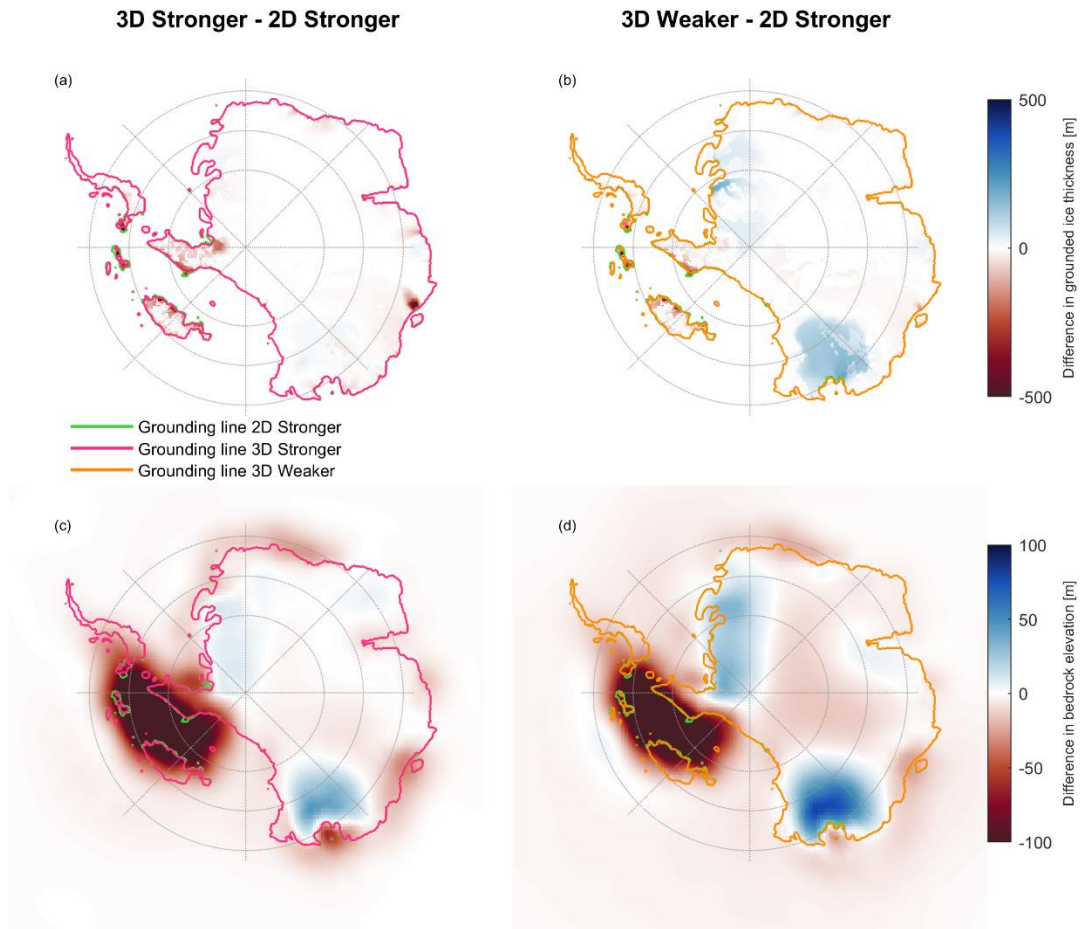 3D Stronger - 2D Stronger
3D Weaker - 2D Stronger
(a)
(b)
500
0
-500
Difference in grounded ice thickness [m]
Grounding line 2D Stronger
Grounding line 3D Stronger
Grounding line 3D Weaker
(c)
(d)
100
50
0
-50
-100
Difference in bedrock elevation [m]